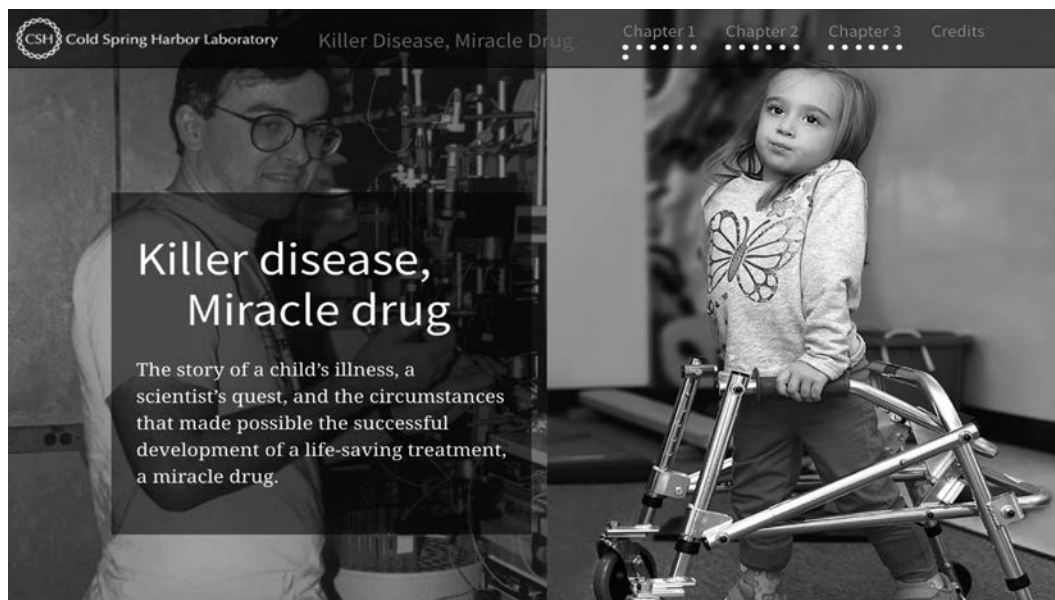 CSH Cold Spring Harbor Laboratory
Killer Disease, Miracle Drug
Chapter 1
Chapter 2
Chapter 3
Credits
Killer disease,
Miracle drug
The story of a child's illness, a
scientist's quest, and the circumstances
that made possible the successful
development of a life-saving treatment,
a miracle drug.